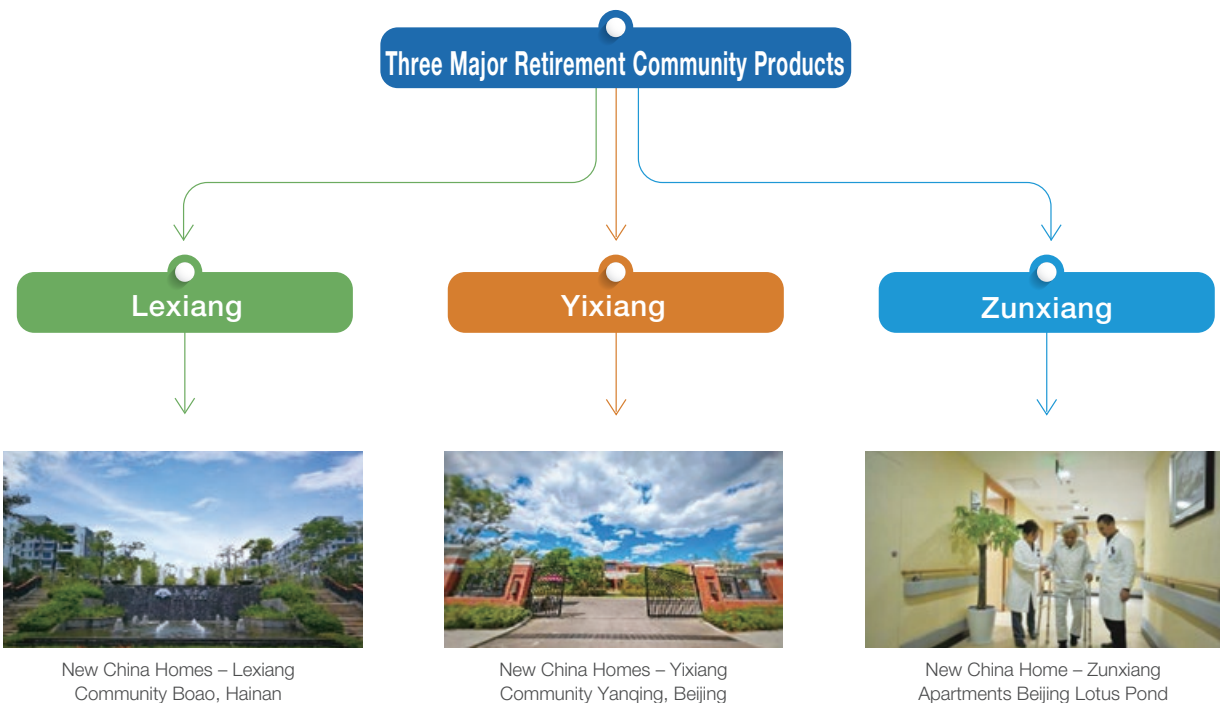 Three Major Retirement Community Products
Lexiang
Yixiang
Zunxiang
New China Homes – Lexiang
Community Boao, Hainan
New China Homes – Yixiang
Community Yanqing, Beijing
New China Home – Zunxiang
Apartments Beijing Lotus Pond